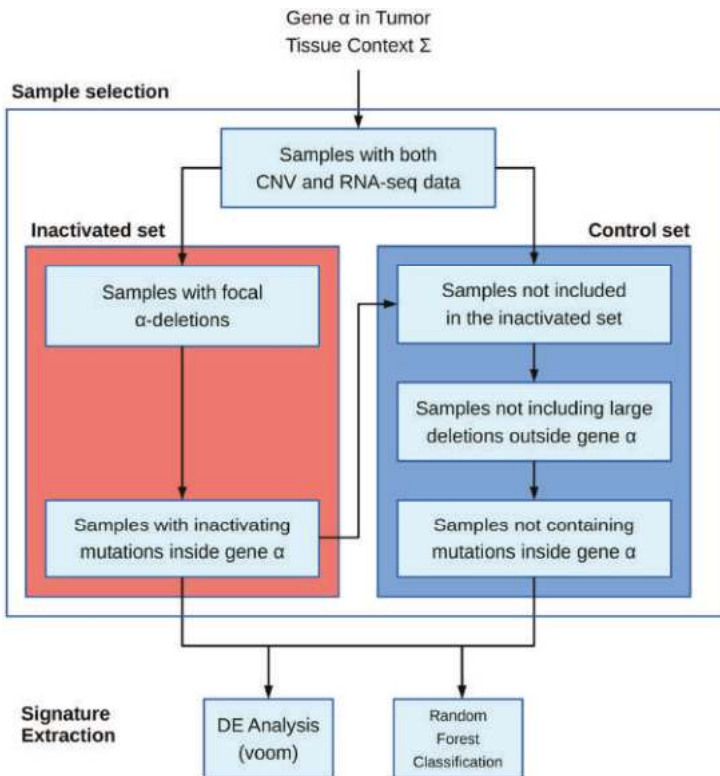 Gene α in Tumor
Tissue Context Σ
Sample selection
Samples with both
CNV and RNA-seq data
Inactivated set
Control set
Samples with focal
α-deletions
Samples not included
in the inactivated set
Samples not including large
deletions outside gene α
Samples with inactivating
mutations inside gene α
Samples not containing
mutations inside gene α
Signature
Extraction
DE Analysis
(voom)
Random
Forest
Classification